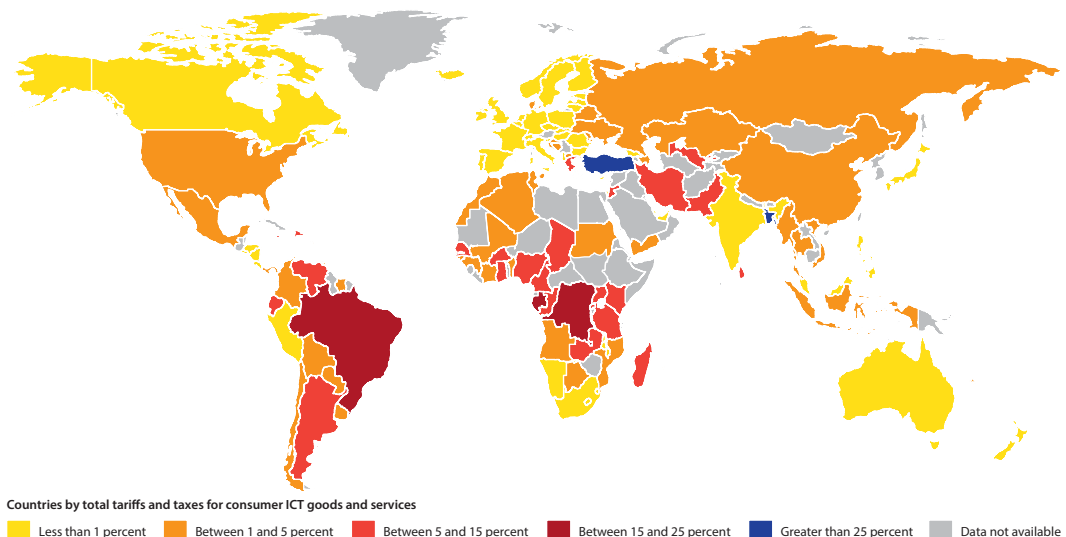 Countries by total tariffs and taxes for consumer ICT goods and services
Less than 1 percent Between 1 and 5 percent Between 5 and 15 percent Between 15 and 25 percent Greater than 25 percent Data not available